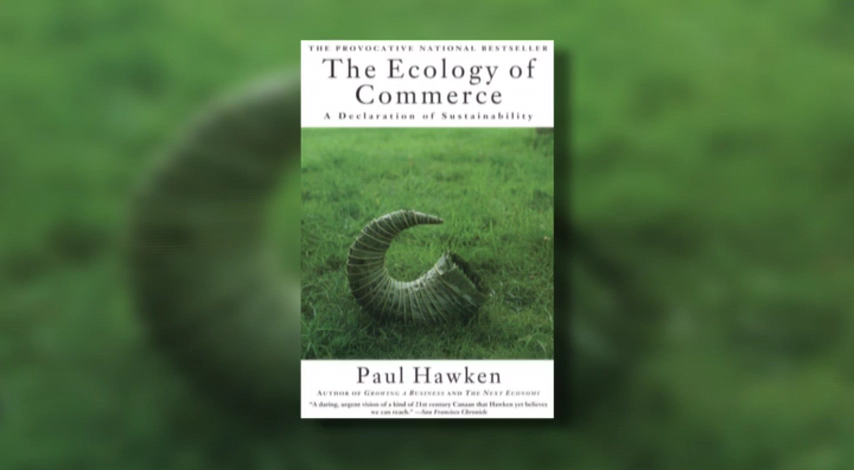 THE PROVOCATIVE NATIONAL BESTSELLER
The Ecology of
Commerce
A Declaration of Sustainability
Paul Hawken
AUTHOR OF GROWING A BUSINESS AND THE NEXT ECONOMY
"A daring, urgent vision of a kind of 21st century Canaan that Hawken yet believes
we can reach." —San Francisco Chronicle